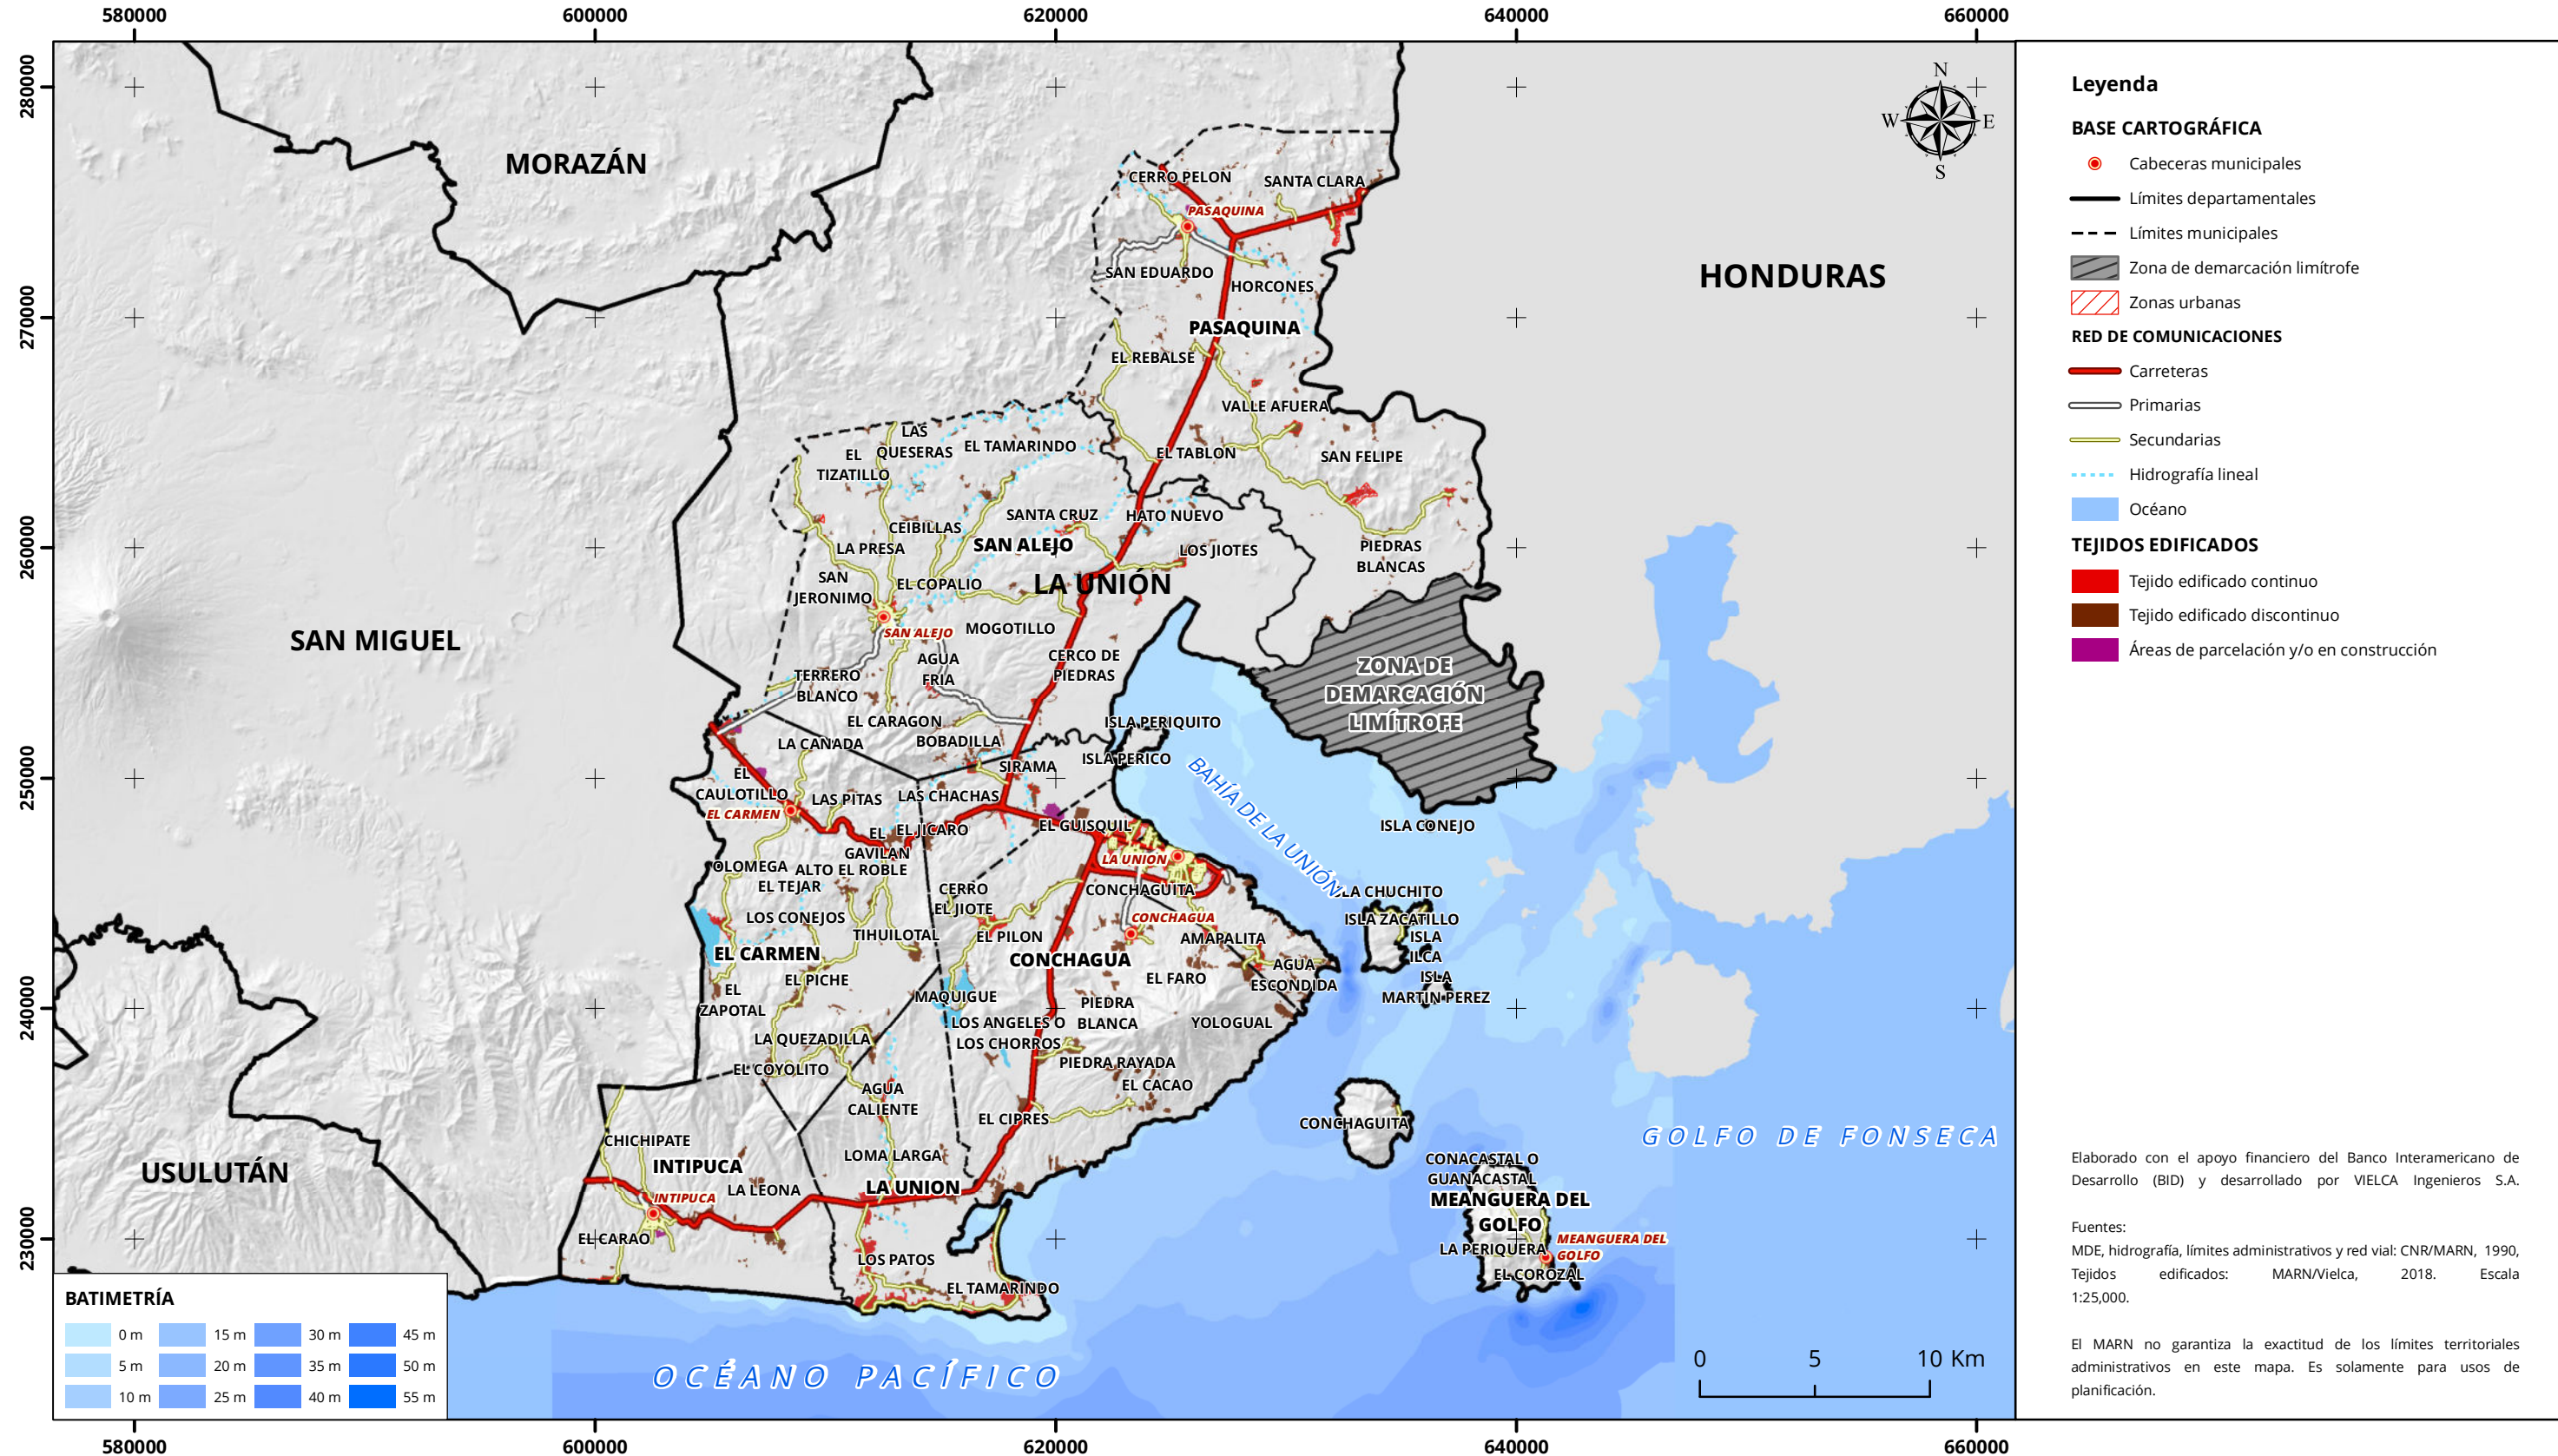 580000
600000
620000
640000
660000
280000
270000
260000
250000
240000
230000
N
W
E
S
MORAZÁN
HONDURAS
SAN MIGUEL
USULUTÁN
LA UNIÓN
CERRO PELON
SANTA CLARA
PASAQUINA
SAN EDUARDO
HORCONES
PASAQUINA
EL REBALSE
VALLE AFUERA
LAS
QUESERAS
EL TAMARINDO
EL
TIZATILLO
EL TABLON
SAN FELIPE
SANTA CRUZ
HATO NUEVO
CEIBILLAS
SAN ALEJO
LA PRESA
LOS JIOTES
PIEDRAS
BLANCAS
SAN
JERONIMO
EL COPALIO
SAN ALEJO
MOGOTILLO
AGUA
FRIA
CERCO DE
PIEDRAS
TERRERO
BLANCO
ZONA DE
DEMARCACIÓN
LIMÍTROFE
EL CARAGON
ISLA PERIQUITO
BOBADILLA
LA CAÑADA
ISLA PERICO
SIRAMA
EL
CAULOTILLO
LAS PITAS
LAS CHACHAS
EL CARMEN
BAHÍA DE LA UNIÓN
EL GUISQUIL
ISLA CONEJO
EL JICARO
EL
GAVILAN
LA UNION
OLOMEGA
ALTO EL ROBLE
EL TEJAR
CERRO
EL JIOTE
CONCHAGUITA
ISLA CHUCHITO
LOS CONEJOS
CONCHAGUA
ISLA ZACATILLO
TIHUILOTAL
EL PILON
AMAPALITA
ISLA
ILCA
EL CARMEN
CONCHAGUA
AGUA
ESCONDIDA
EL PICHE
EL FARO
ISLA
MARTIN PEREZ
EL
ZAPOTAL
MAQUIGUE
PIEDRA
BLANCA
LOS ANGELES O
LOS CHORROS
YOLOGUAL
LA QUEZADILLA
PIEDRA RAYADA
EL COYOLITO
EL CACAO
AGUA
CALIENTE
EL CIPRES
CONCHAGUITA
CHICHIPATE
GOLFO DE FONSECA
LOMA LARGA
INTIPUCA
CONACASTAL O
GUANACASTAL
LA LEONA
LA UNION
MEANGUERA DEL
GOLFO
INTIPUCA
EL CARAO
MEANGUERA DEL
GOLFO
LA PERIQUERA
LOS PATOS
EL COROZAL
EL TAMARINDO
OCÉANO PACÍFICO
BATIMETRÍA
0 m
15 m
30 m
45 m
5 m
20 m
35 m
50 m
10 m
25 m
40 m
55 m
0
5
10 Km
580000
600000
620000
640000
660000
Leyenda
BASE CARTOGRÁFICA
Cabeceras municipales
Límites departamentales
Límites municipales
Zona de demarcación limítrofe
Zonas urbanas
RED DE COMUNICACIONES
Carreteras
Primarias
Secundarias
Hidrografía lineal
Océano
TEJIDOS EDIFICADOS
Tejido edificado continuo
Tejido edificado discontinuo
Áreas de parcelación y/o en construcción
Elaborado con el apoyo financiero del Banco Interamericano de
Desarrollo (BID) y desarrollado por VIELCA Ingenieros S.A.
Fuentes:
MDE, hidrografía, límites administrativos y red vial: CNR/MARN, 1990,
Tejidos edificados: MARN/Vielca, 2018. Escala
1:25,000.
El MARN no garantiza la exactitud de los límites territoriales
administrativos en este mapa. Es solamente para usos de
planificación.